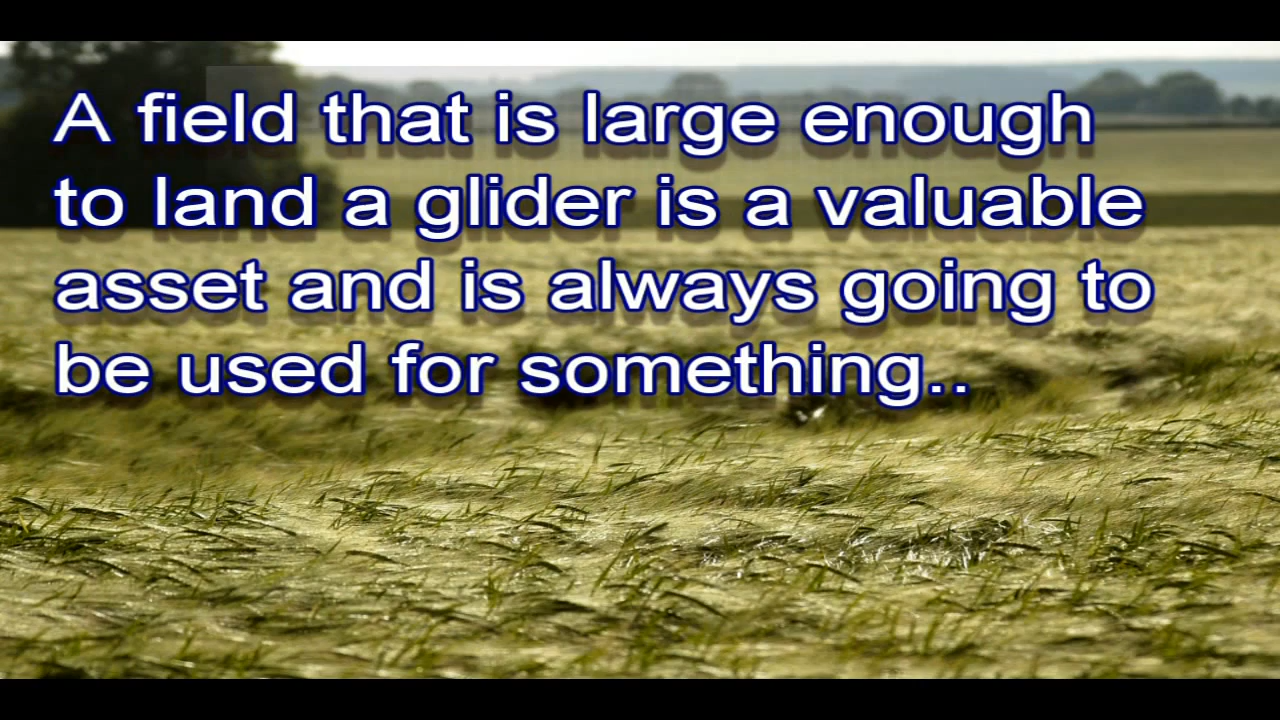 A field that is large enough
to land a glider is a valuable
asset and is always going to
be used for something..